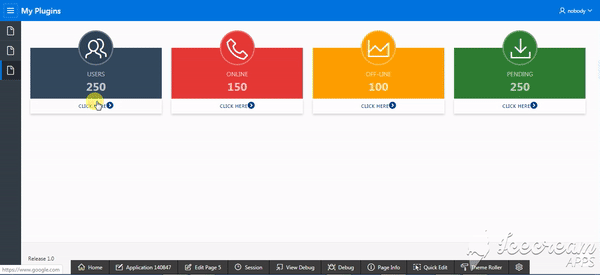 My Plugins
nobody
USERS
250
CLICK HERE
ONLINE
150
CLICK HERE
OFF-LINE
100
CLICK HERE
PENDING
250
CLICK HERE
Release 1.0
https://www.google.com
Home
Application 140847
Edit Page 5
Session
View Debug
Debug
Page Info
Quick Edit
Theme Roller
Icecream
APPS